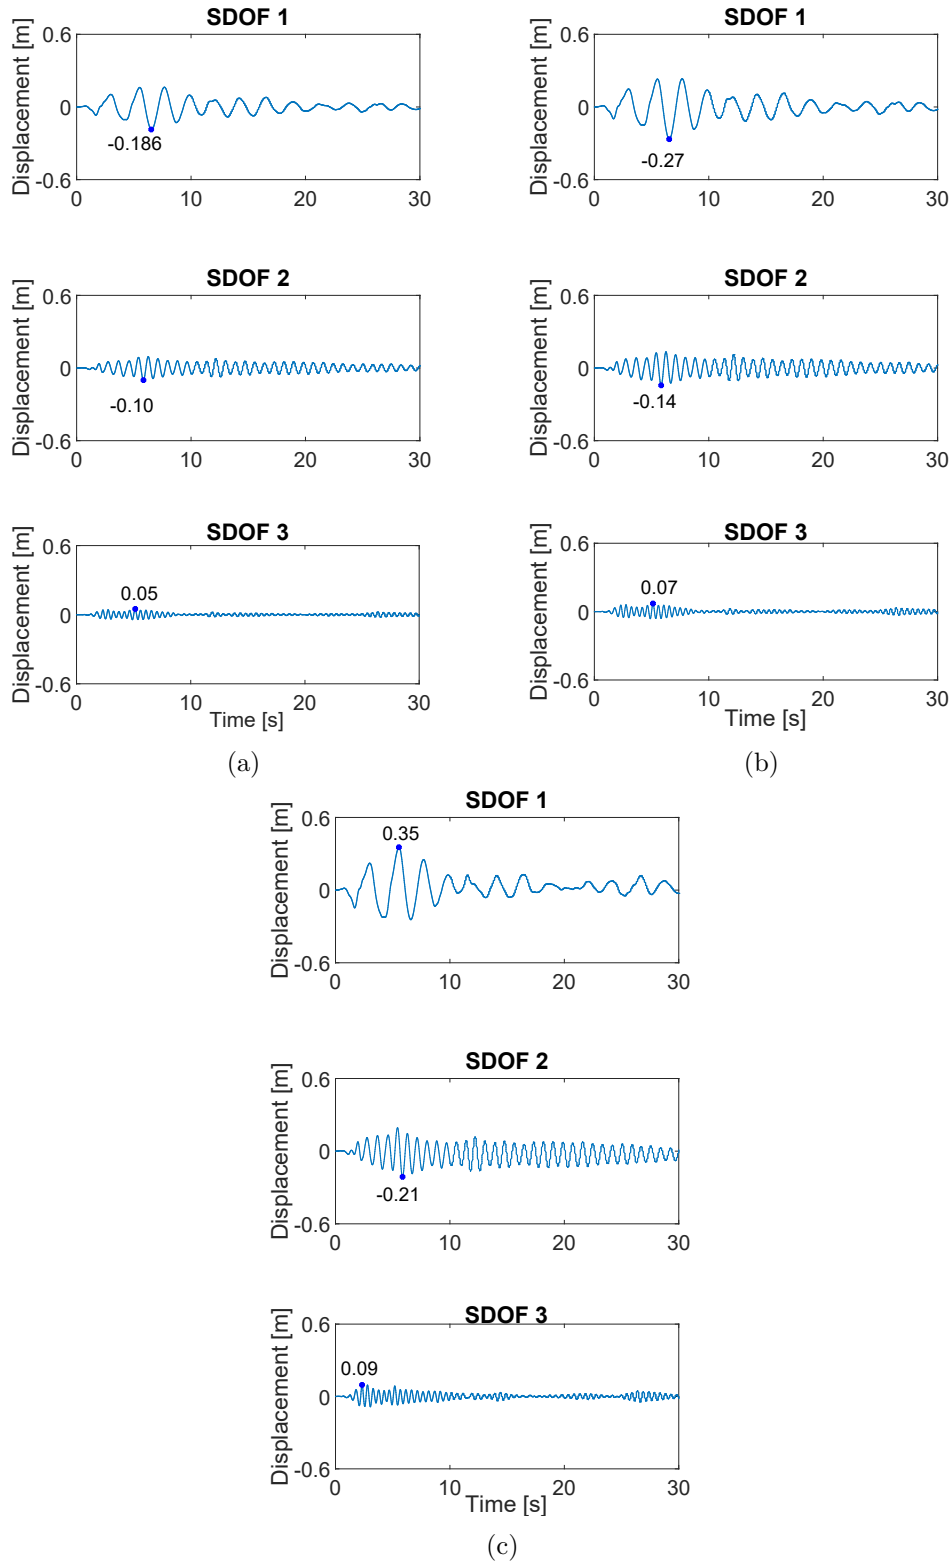 SDOF 1
Displacement [m]
0.6
0
-0.6
-0.186
0 10 20 30
SDOF 2
Displacement [m]
0.6
0
-0.6
-0.10
0 10 20 30
SDOF 3
Displacement [m]
0.6
0
-0.6
0.05
0 10 20 30
Time [s]
(a)
SDOF 1
Displacement [m]
0.6
0
-0.6
-0.27
0 10 20 30
SDOF 2
Displacement [m]
0.6
0
-0.6
-0.14
0 10 20 30
SDOF 3
Displacement [m]
0.6
0
-0.6
0.07
0 10 20 30
Time [s]
(b)
SDOF 1
Displacement [m]
0.6
0
-0.6
0.35
0 10 20 30
SDOF 2
Displacement [m]
0.6
0
-0.6
-0.21
0 10 20 30
SDOF 3
Displacement [m]
0.6
0
-0.6
0.09
0 10 20 30
Time [s]
(c)